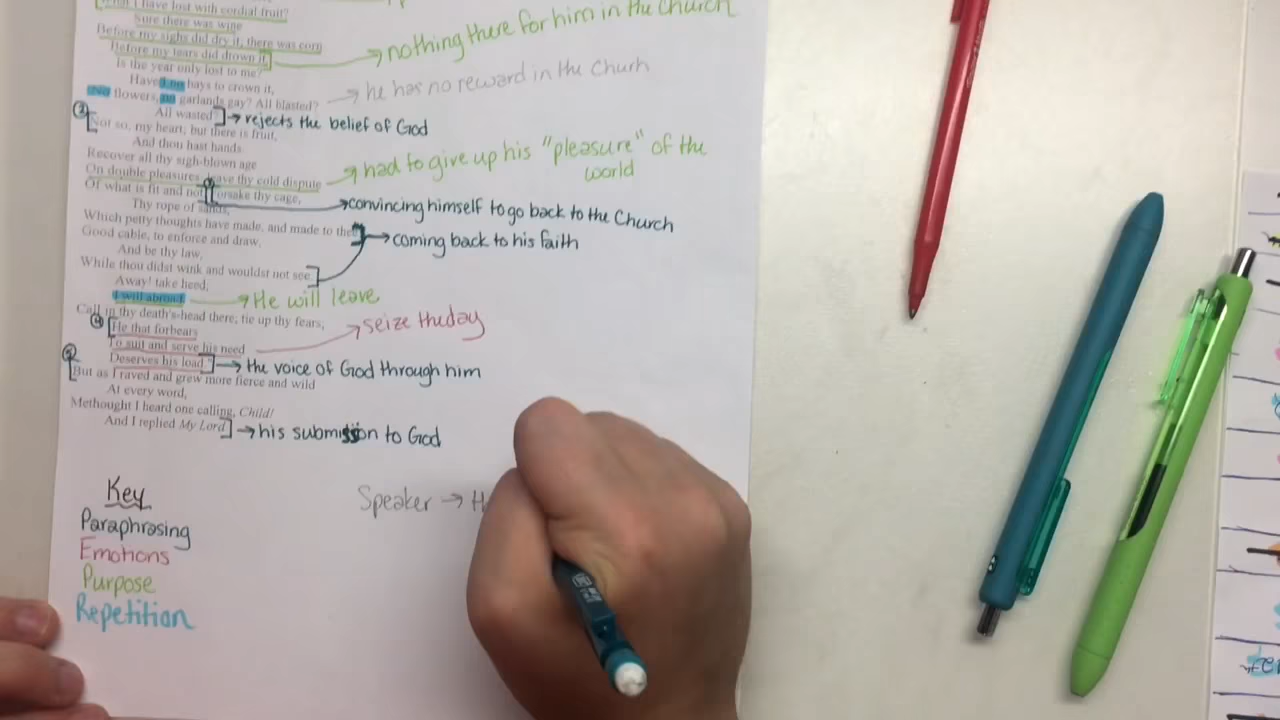 I have lost with cordial fruit?
Sure there was wine
Before my sighs did dry it; there was corn
Before my tears did drown it.
Is the year only lost to me?
Have I no bays to crown it,
No flowers, no garlands gay? All blasted?
All wasted?
Not so, my heart; but there is fruit,
And thou hast hands.
Recover all thy sigh-blown age
On double pleasures: leave thy cold dispute
Of what is fit and not. Forsake thy cage,
Thy rope of sands,
Which petty thoughts have made, and made to thee
Good cable, to enforce and draw,
And be thy law,
While thou didst wink and wouldst not see.
Away! take heed;
I will abroad.
Call in thy death's-head there; tie up thy fears;
He that forbears
To suit and serve his need
Deserves his load."
But as I raved and grew more fierce and wild
At every word,
Methought I heard one calling, Child!
And I replied My Lord.
nothing there for him in the Church
he has no reward in the Churh
rejects the belief of God
had to give up his "pleasure" of the
world
convincing himself to go back to the Church
coming back to his faith
He will leave
seize the day
the voice of God through him
his submission to God
Key
Paraphrasing
Emotions
Purpose
Repetition
Speaker → H